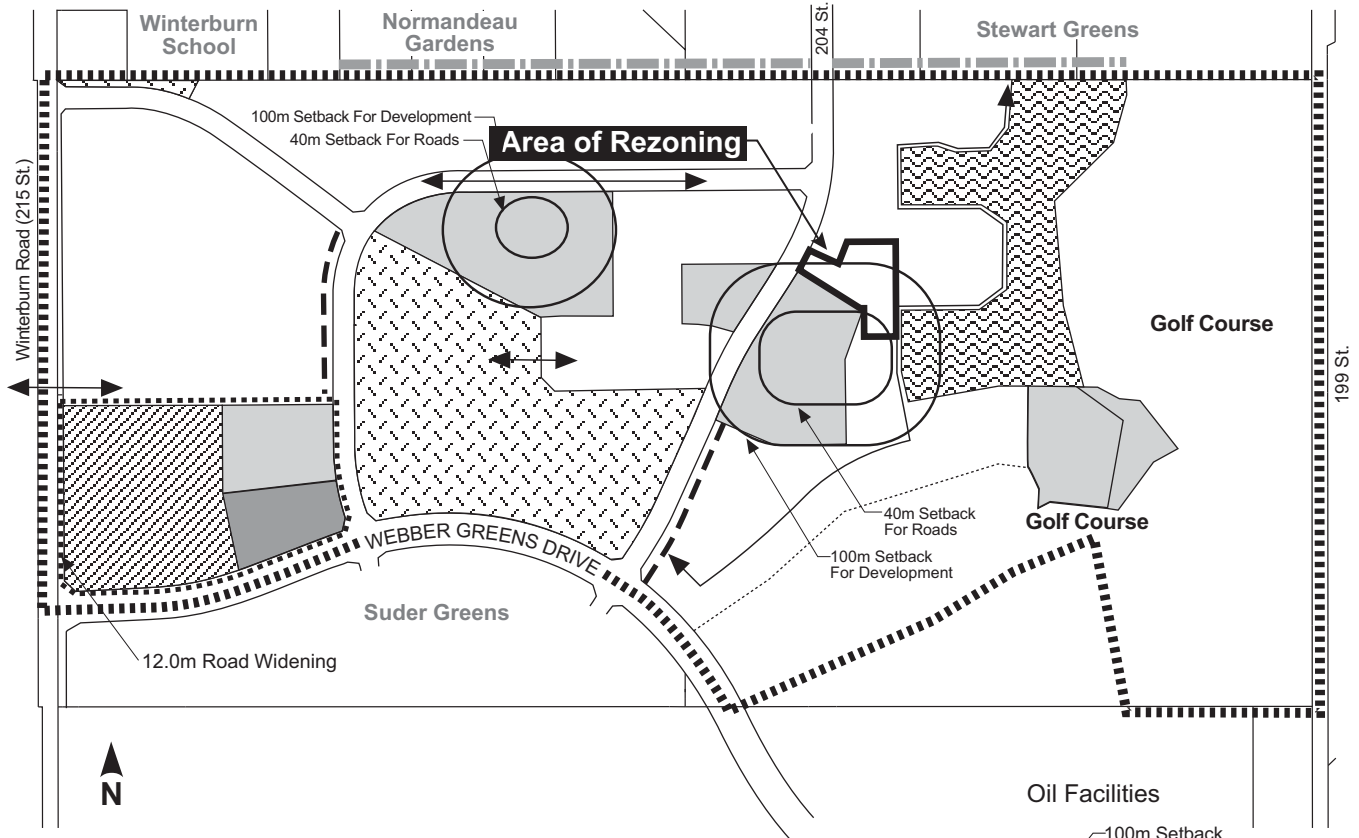 Winterburn
School
Normandeau
Gardens
204 St.
Stewart Greens
100m Setback For Development
40m Setback For Roads
Area of Rezoning
Winterburn Road (215 St.)
Golf Course
199 St.
40m Setback
For Roads
Golf Course
100m Setback
For Development
WEBBER GREENS DRIVE
Suder Greens
12.0m Road Widening
N
Oil Facilities
100m Setback